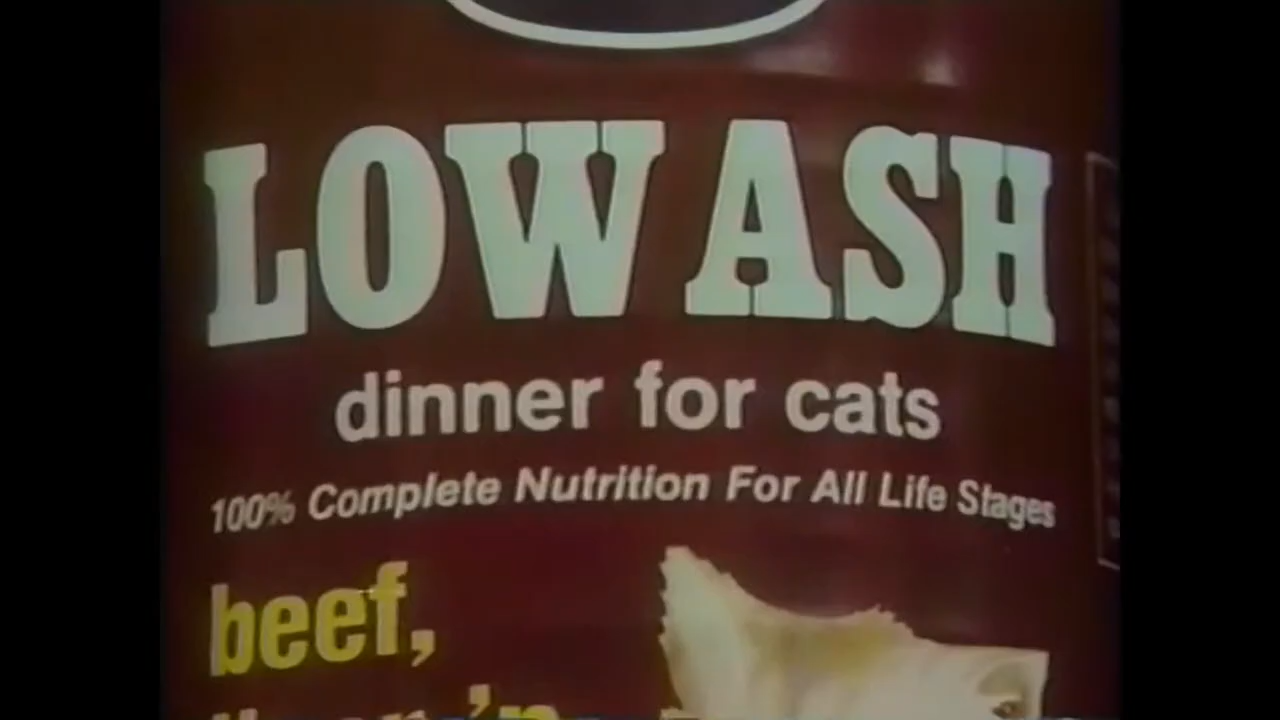 LOW ASH
dinner for cats
100% Complete Nutrition For All Life Stages
beef,